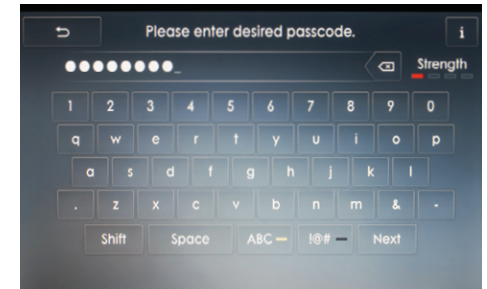 Please enter desired passcode. i
●●●●●●●●_ Strength
1 2 3 4 5 6 7 8 9 0
q w e r t y u i o p
a s d f g h j k l
. z x c v b n m & -
Shift Space ABC !@# Next